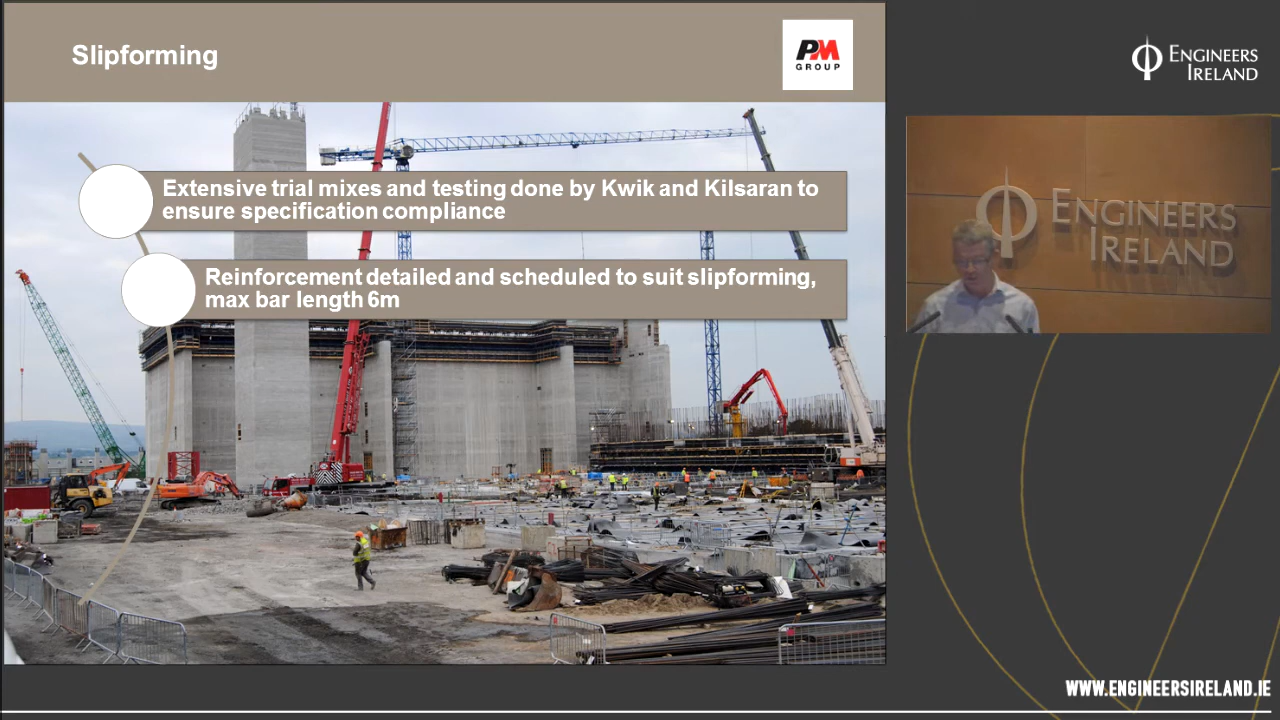 Slipforming
PM
GROUP
Extensive trial mixes and testing done by Kwik and Kilsaran to
ensure specification compliance
Reinforcement detailed and scheduled to suit slipforming,
max bar length 6m
ENGINEERS
IRELAND
ENGINEERS
IRELAND
WWW.ENGINEERSIRELAND.IE